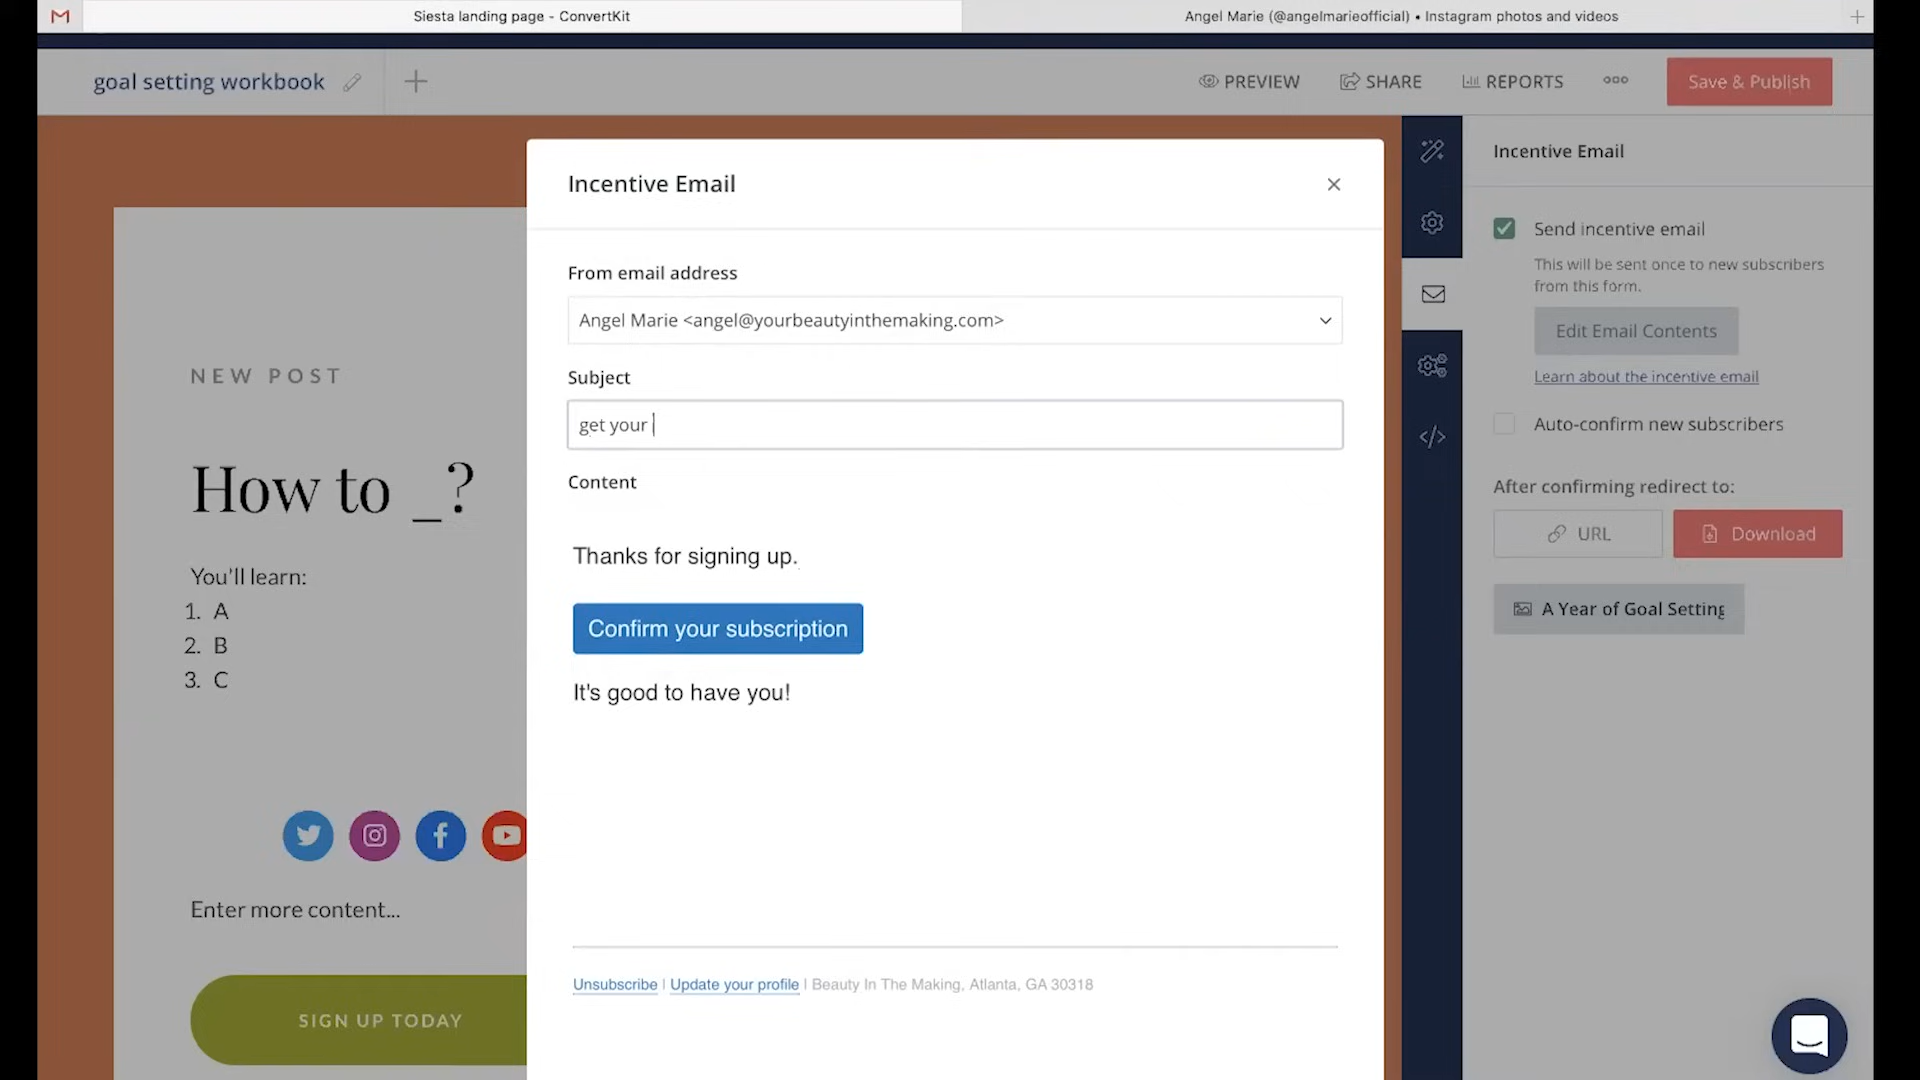 Siesta landing page - ConvertKit
Angel Marie (@angelmarieofficial) • Instagram photos and videos
goal setting workbook
PREVIEW
SHARE
REPORTS
Save & Publish
Incentive Email
From email address
Angel Marie <angel@yourbeautyinthemaking.com>
Subject
get your
Content
Thanks for signing up.
Confirm your subscription
It's good to have you!
Unsubscribe | Update your profile | Beauty In The Making, Atlanta, GA 30318
NEW POST
How to _?
You'll learn:
1. A
2. B
3. C
Enter more content...
SIGN UP TODAY
Incentive Email
Send incentive email
This will be sent once to new subscribers
from this form.
Edit Email Contents
Learn about the incentive email
Auto-confirm new subscribers
After confirming redirect to:
URL
Download
A Year of Goal Setting